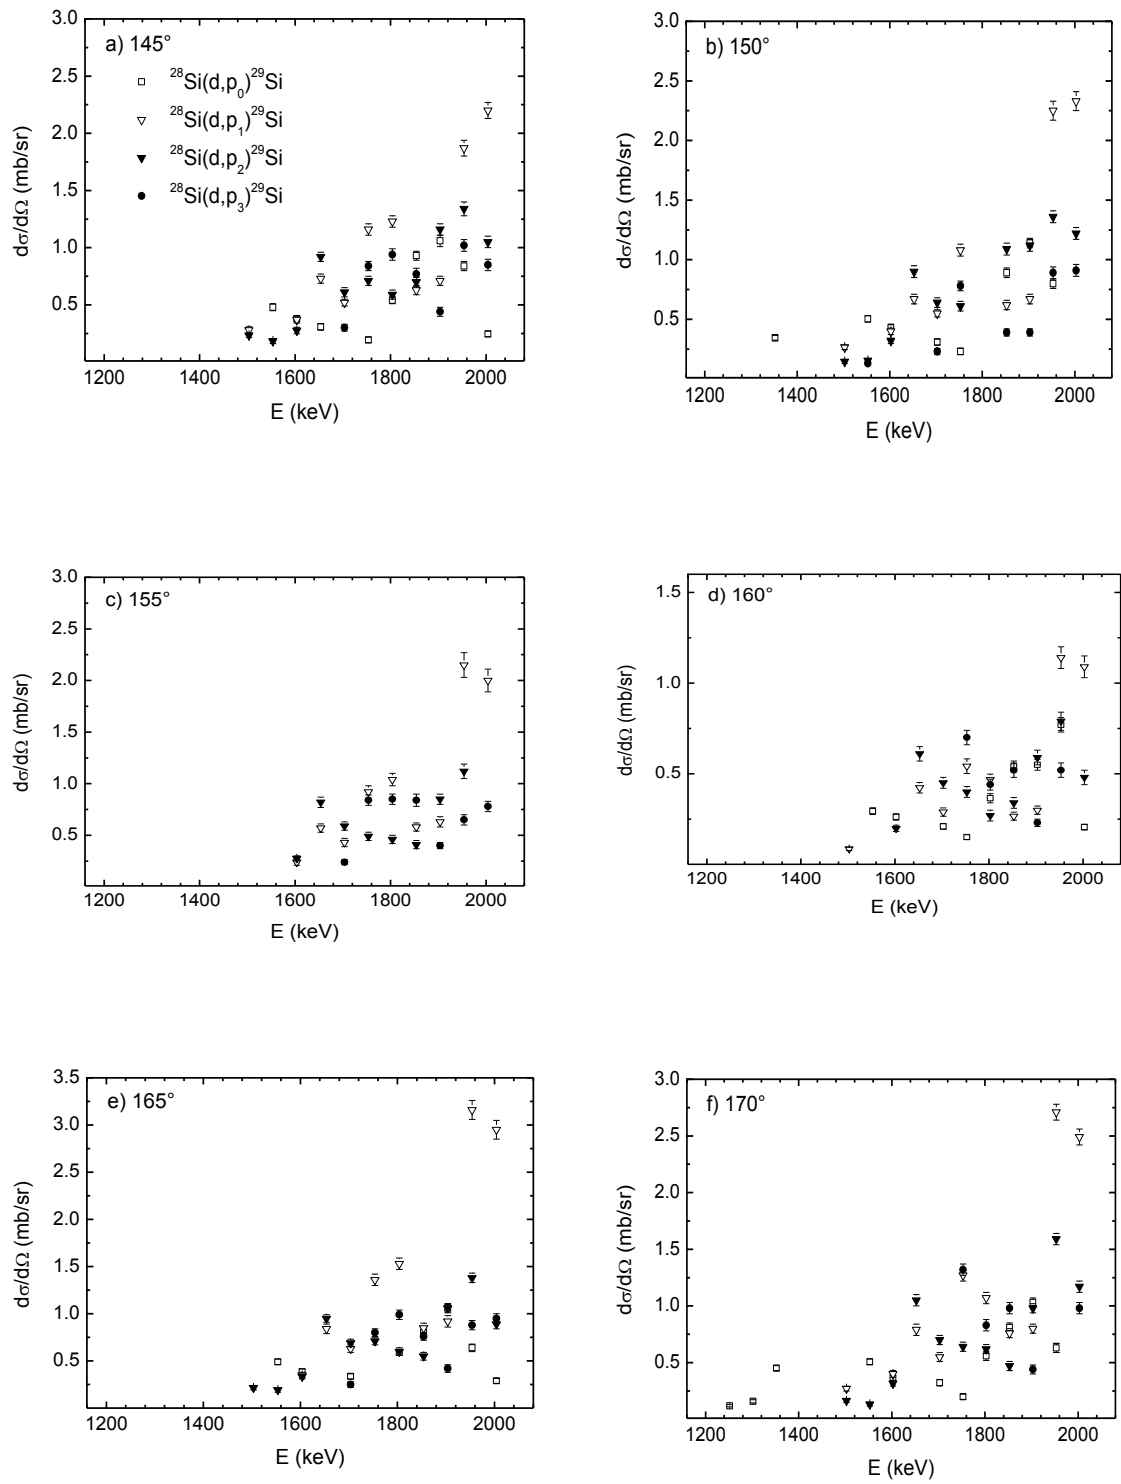 a) 145°
²⁸Si(d,p₀)²⁹Si
²⁸Si(d,p₁)²⁹Si
²⁸Si(d,p₂)²⁹Si
²⁸Si(d,p₃)²⁹Si
3.0
2.5
2.0
1.5
1.0
0.5
dσ/dΩ (mb/sr)
1200 1400 1600 1800 2000
E (keV)
b) 150°
3.0
2.5
2.0
1.5
1.0
0.5
dσ/dΩ (mb/sr)
1200 1400 1600 1800 2000
E (keV)
c) 155°
3.0
2.5
2.0
1.5
1.0
0.5
dσ/dΩ (mb/sr)
1200 1400 1600 1800 2000
E (keV)
d) 160°
1.5
1.0
0.5
dσ/dΩ (mb/sr)
1200 1400 1600 1800 2000
E (keV)
e) 165°
3.5
3.0
2.5
2.0
1.5
1.0
0.5
dσ/dΩ (mb/sr)
1200 1400 1600 1800 2000
E (keV)
f) 170°
3.0
2.5
2.0
1.5
1.0
0.5
dσ/dΩ (mb/sr)
1200 1400 1600 1800 2000
E (keV)